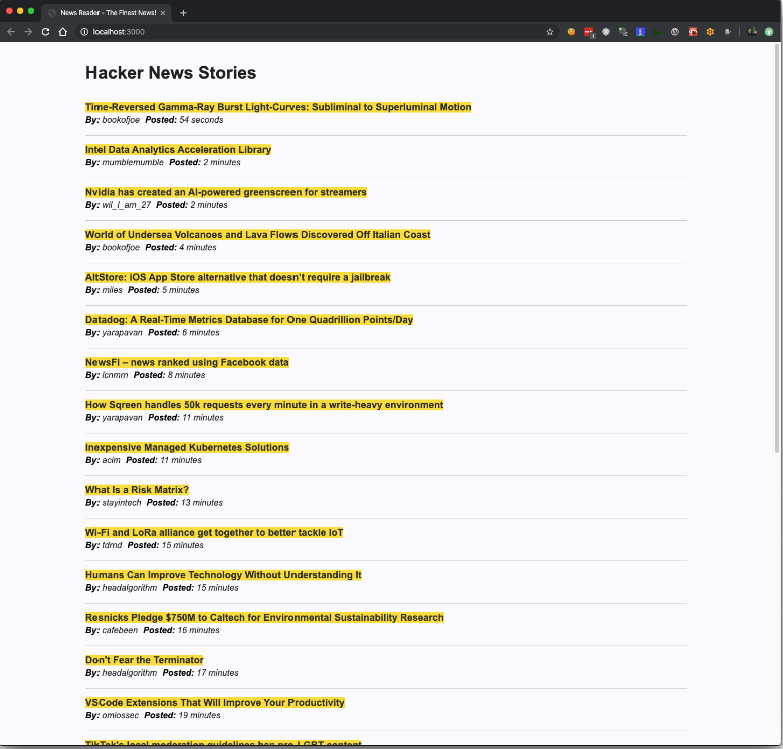 News Reader - The Finest News!
localhost:3000
Hacker News Stories
Time-Reversed Gamma-Ray Burst Light-Curves: Subliminal to Superluminal Motion
By: bookofjoe Posted: 54 seconds
Intel Data Analytics Acceleration Library
By: mumblemumble Posted: 2 minutes
Nvidia has created an AI-powered greenscreen for streamers
By: wil_I_am_27 Posted: 2 minutes
World of Undersea Volcanoes and Lava Flows Discovered Off Italian Coast
By: bookofjoe Posted: 4 minutes
AltStore: iOS App Store alternative that doesn't require a jailbreak
By: miles Posted: 5 minutes
Datadog: A Real-Time Metrics Database for One Quadrillion Points/Day
By: yarapavan Posted: 6 minutes
NewsFi – news ranked using Facebook data
By: lcnmrn Posted: 8 minutes
How Sqreen handles 50k requests every minute in a write-heavy environment
By: yarapavan Posted: 11 minutes
Inexpensive Managed Kubernetes Solutions
By: acim Posted: 11 minutes
What Is a Risk Matrix?
By: stayintech Posted: 13 minutes
Wi-Fi and LoRa alliance get together to better tackle IoT
By: tdrnd Posted: 15 minutes
Humans Can Improve Technology Without Understanding It
By: headalgorithm Posted: 15 minutes
Resnicks Pledge $750M to Caltech for Environmental Sustainability Research
By: cafebeen Posted: 16 minutes
Don't Fear the Terminator
By: headalgorithm Posted: 17 minutes
VSCode Extensions That Will Improve Your Productivity
By: omiossec Posted: 19 minutes
TikTok's local moderation guidelines ban pro-LGBT content